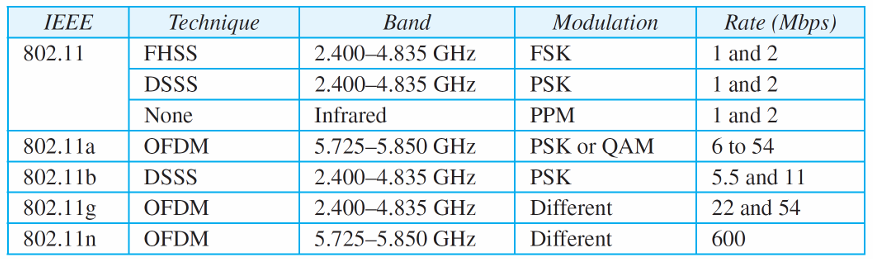 IEEE Technique Band Modulation Rate (Mbps)
802.11 FHSS 2.400–4.835 GHz FSK 1 and 2
DSSS 2.400–4.835 GHz PSK 1 and 2
None Infrared PPM 1 and 2
802.11a OFDM 5.725–5.850 GHz PSK or QAM 6 to 54
802.11b DSSS 2.400–4.835 GHz PSK 5.5 and 11
802.11g OFDM 2.400–4.835 GHz Different 22 and 54
802.11n OFDM 5.725–5.850 GHz Different 600